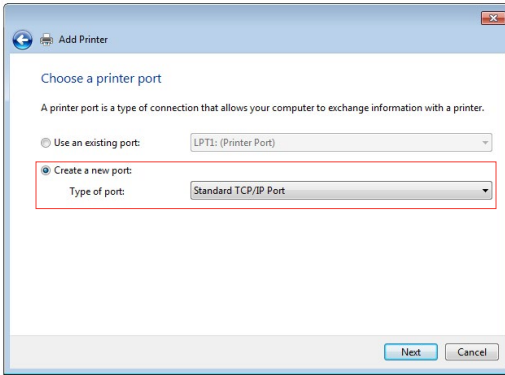 Add Printer
Choose a printer port
A printer port is a type of connection that allows your computer to exchange information with a printer.
Use an existing port: LPT1: (Printer Port)
Create a new port:
Type of port: Standard TCP/IP Port
Next Cancel